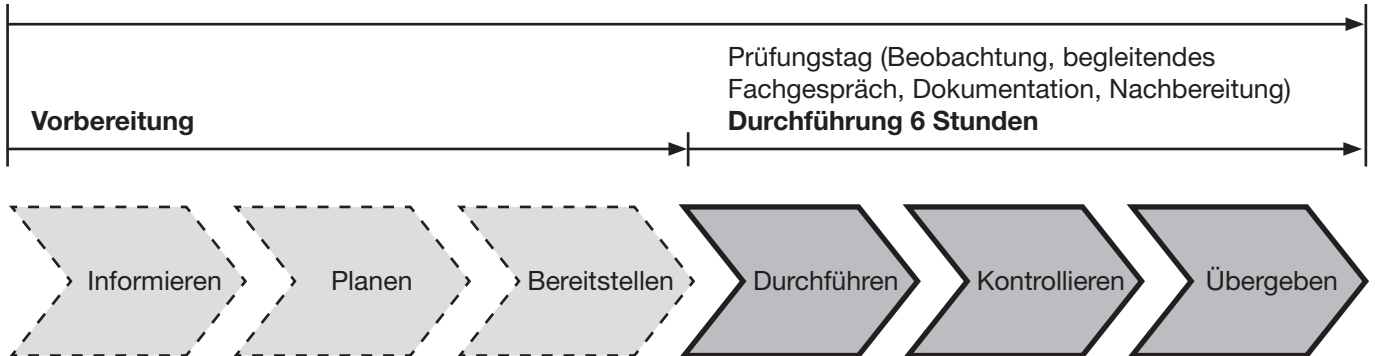 Prüfungstag (Beobachtung, begleitendes
Fachgespräch, Dokumentation, Nachbereitung)
Vorbereitung
Durchführung 6 Stunden
Informieren
Planen
Bereitstellen
Durchführen
Kontrollieren
Übergeben